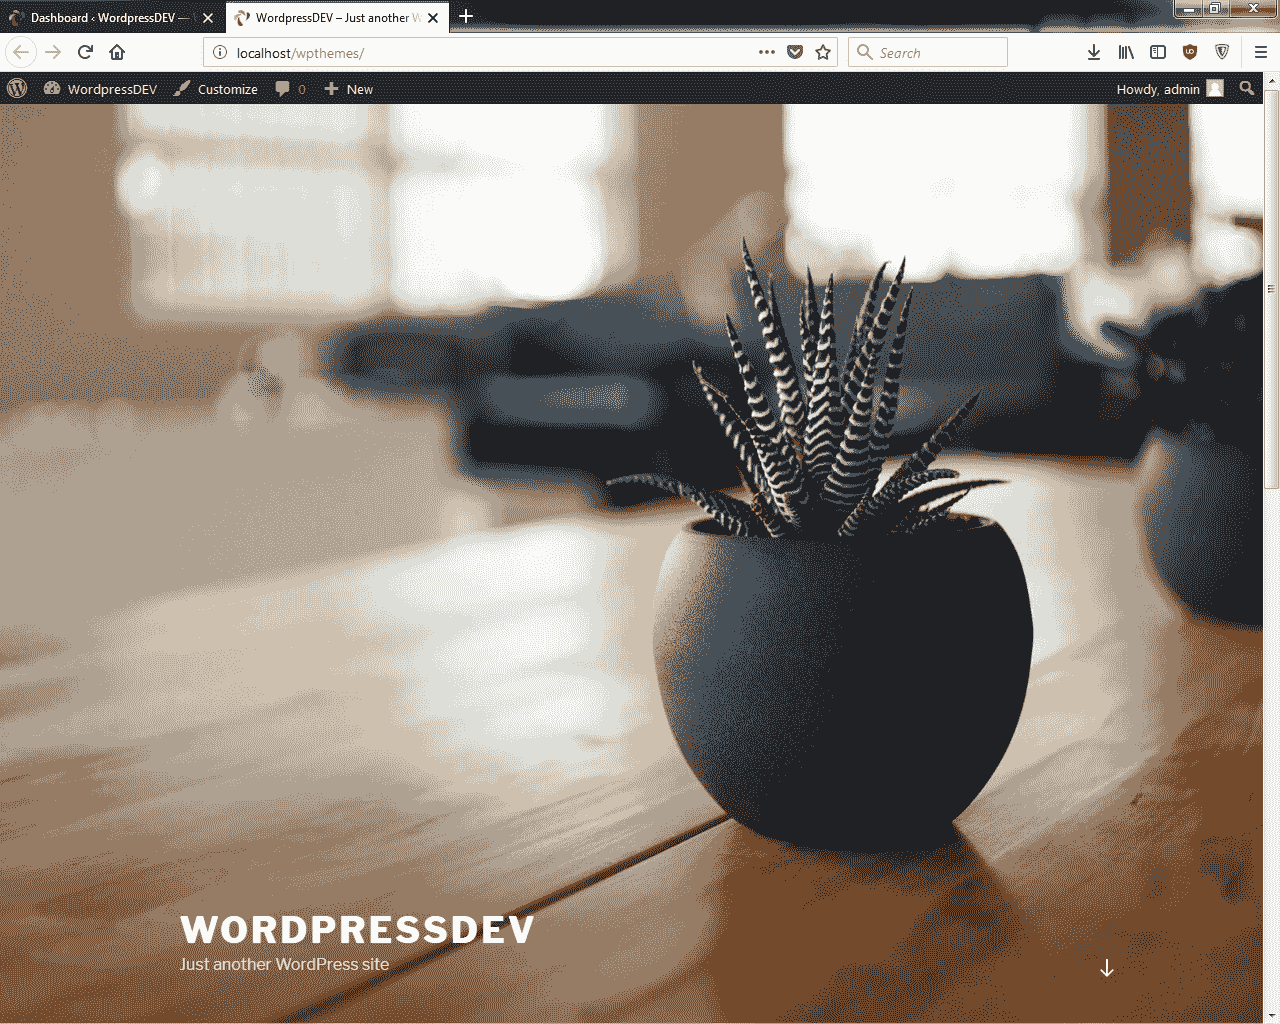 Dashboard ‹ WordpressDEV —
WordpressDEV – Just another W
localhost/wpthemes/
Search
WordpressDEV
Customize
0
New
Howdy, admin
WORDPRESSDEV
Just another WordPress site